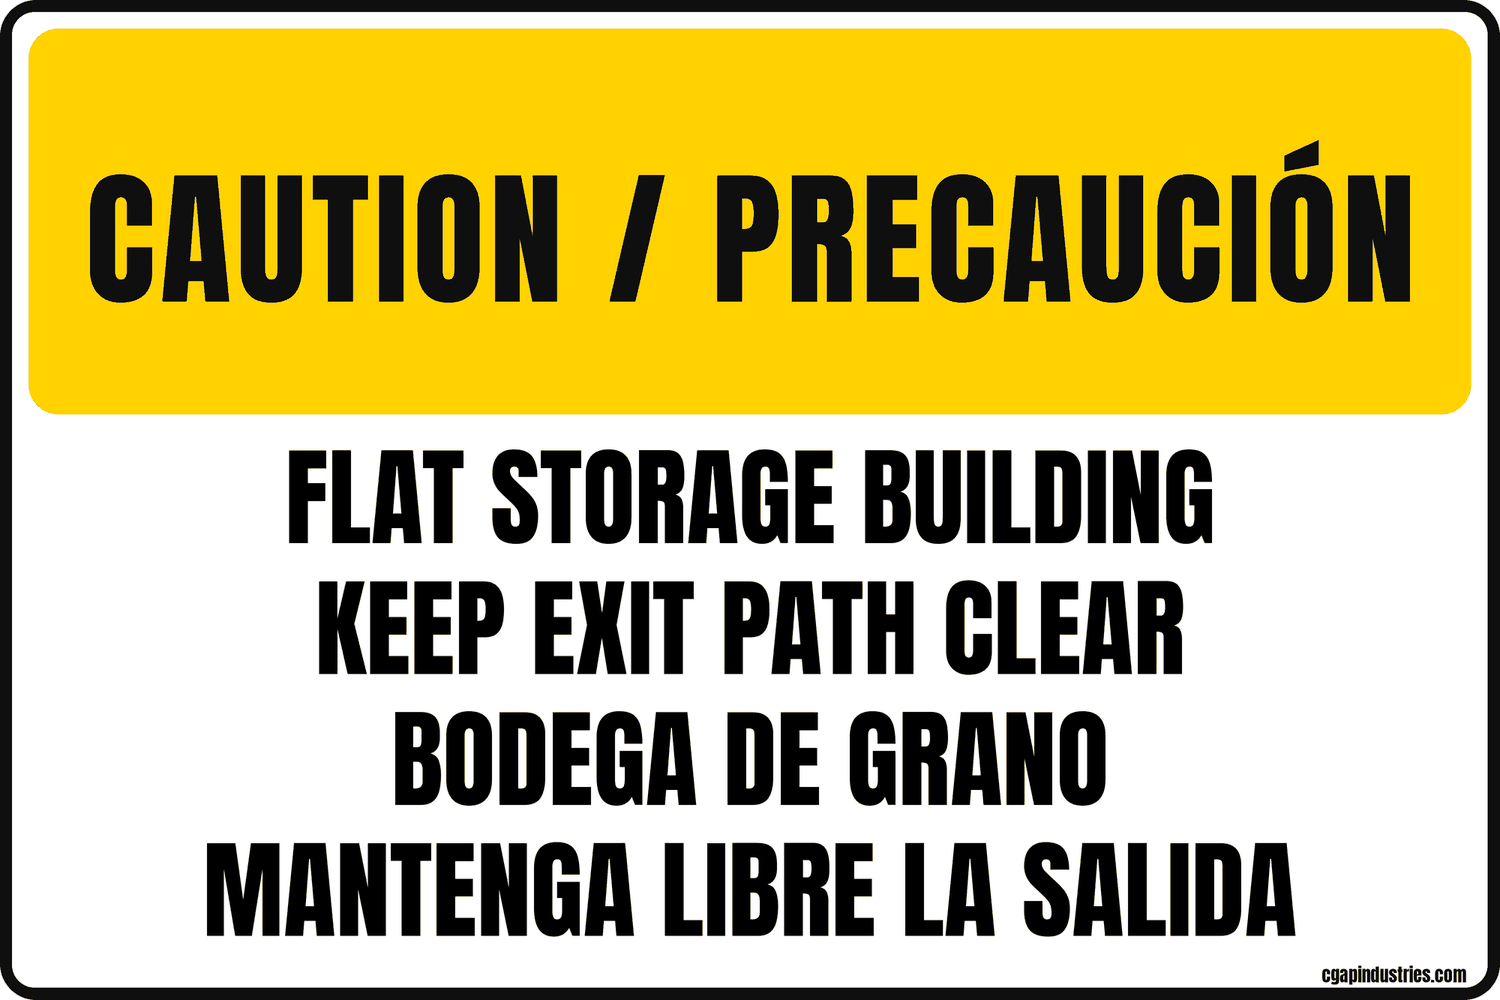 CAUTION / PRECAUCIÓN
FLAT STORAGE BUILDING
KEEP EXIT PATH CLEAR
BODEGA DE GRANO
MANTENGA LIBRE LA SALIDA
cgapindustries.com